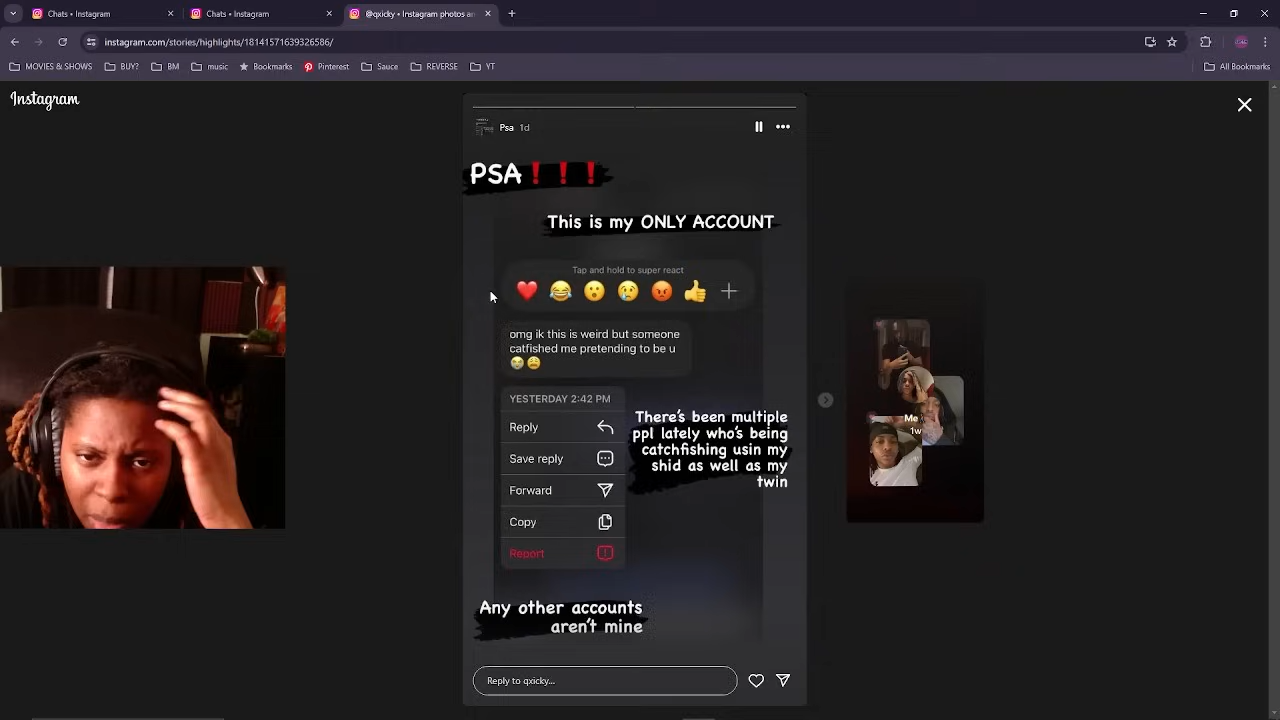 Chats • Instagram
Chats • Instagram
@qxicky • Instagram photos an
instagram.com/stories/highlights/18141571639326586/
MOVIES & SHOWS
BUY?
BM
music
Bookmarks
Pinterest
Sauce
REVERSE
YT
All Bookmarks
Instagram
Psa 1d
PSA❗❗❗
This is my ONLY ACCOUNT
Tap and hold to super react
omg ik this is weird but someone
catfished me pretending to be u
😭😩
YESTERDAY 2:42 PM
Reply
Save reply
Forward
Copy
Report
There's been multiple
ppl lately who's being
catchfishing usin my
shid as well as my
twin
Any other accounts
aren't mine
Reply to qxicky...
Me
1w